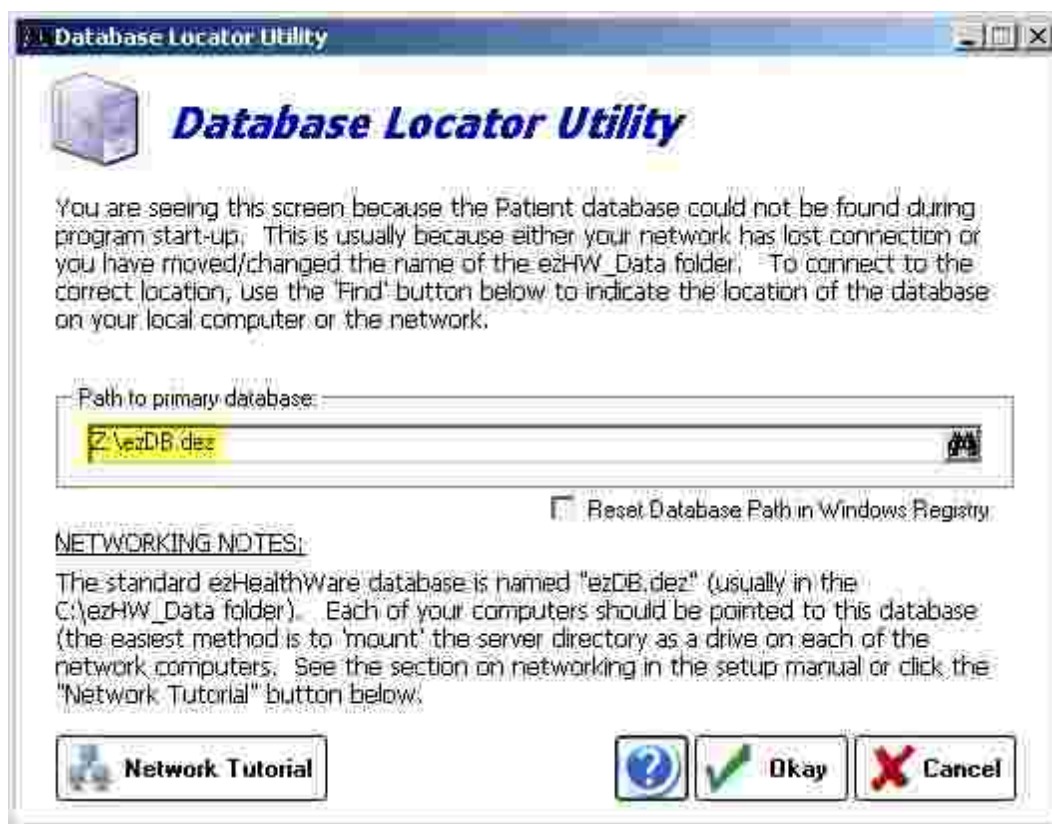 Database Locator Utility
Database Locator Utility
You are seeing this screen because the Patient database could not be found during
program start-up. This is usually because either your network has lost connection or
you have moved/changed the name of the ezHW_Data folder. To connect to the
correct location, use the 'Find' button below to indicate the location of the database
on your local computer or the network.
Path to primary database:
Z:\ezDB.dez
Reset Database Path in Windows Registry
NETWORKING NOTES:
The standard ezHealthWare database is named "ezDB.dez" (usually in the
C:\ezHW_Data folder). Each of your computers should be pointed to this database
(the easiest method is to 'mount' the server directory as a drive on each of the
network computers. See the section on networking in the setup manual or click the
"Network Tutorial" button below.
Network Tutorial
?
Okay
Cancel